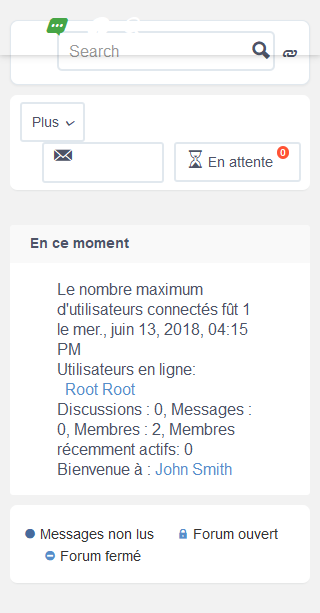 Search
Plus
En attente 0
En ce moment
Le nombre maximum
d'utilisateurs connectés fût 1
le mer., juin 13, 2018, 04:15
PM
Utilisateurs en ligne:
Root Root
Discussions : 0, Messages :
0, Membres : 2, Membres
récemment actifs: 0
Bienvenue à : John Smith
Messages non lus Forum ouvert
Forum fermé